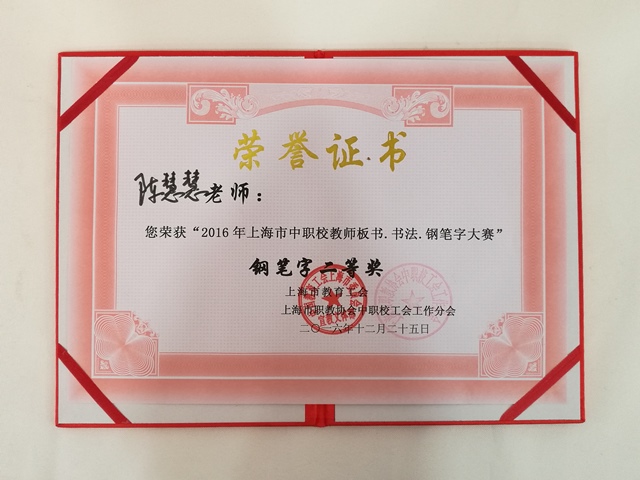 荣誉证书
陈慧慧老师：
您荣获“2016年上海市中职校教师板书.书法.钢笔字大赛”
钢笔字二等奖
上海市教育工会
上海市职教协会中职校工会工作分会
二〇一六年十二月二十五日